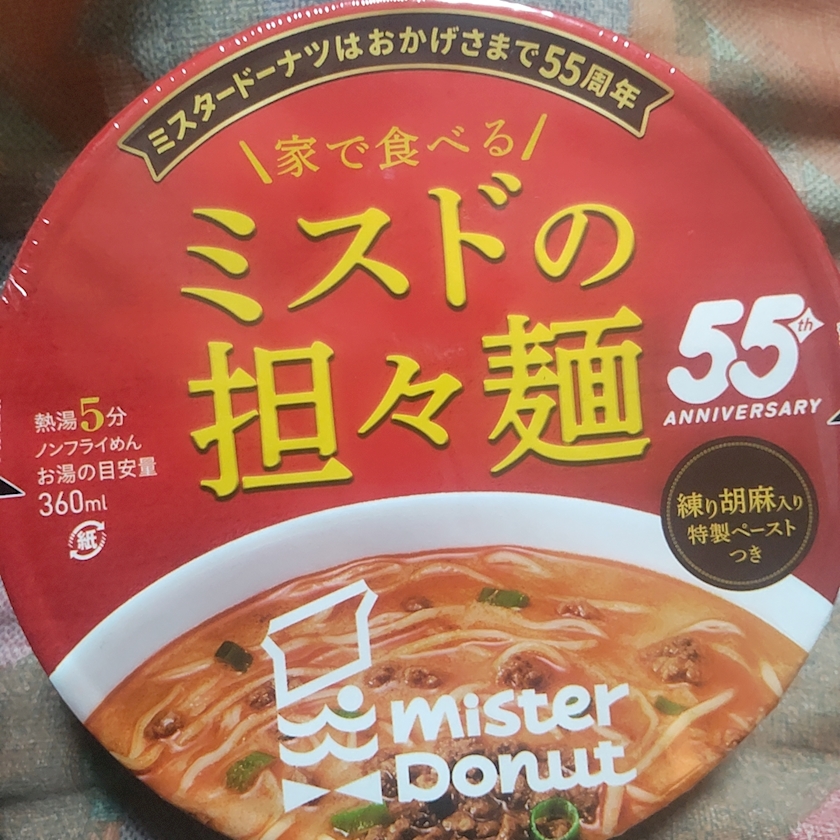 ミスタードーナツはおかげさまで55周年
家で食べる
ミスドの
担々麺
55th
ANNIVERSARY
熱湯5分
ノンフライめん
お湯の目安量
360ml
紙
練り胡麻入り
特製ペースト
つき
mister
Donut